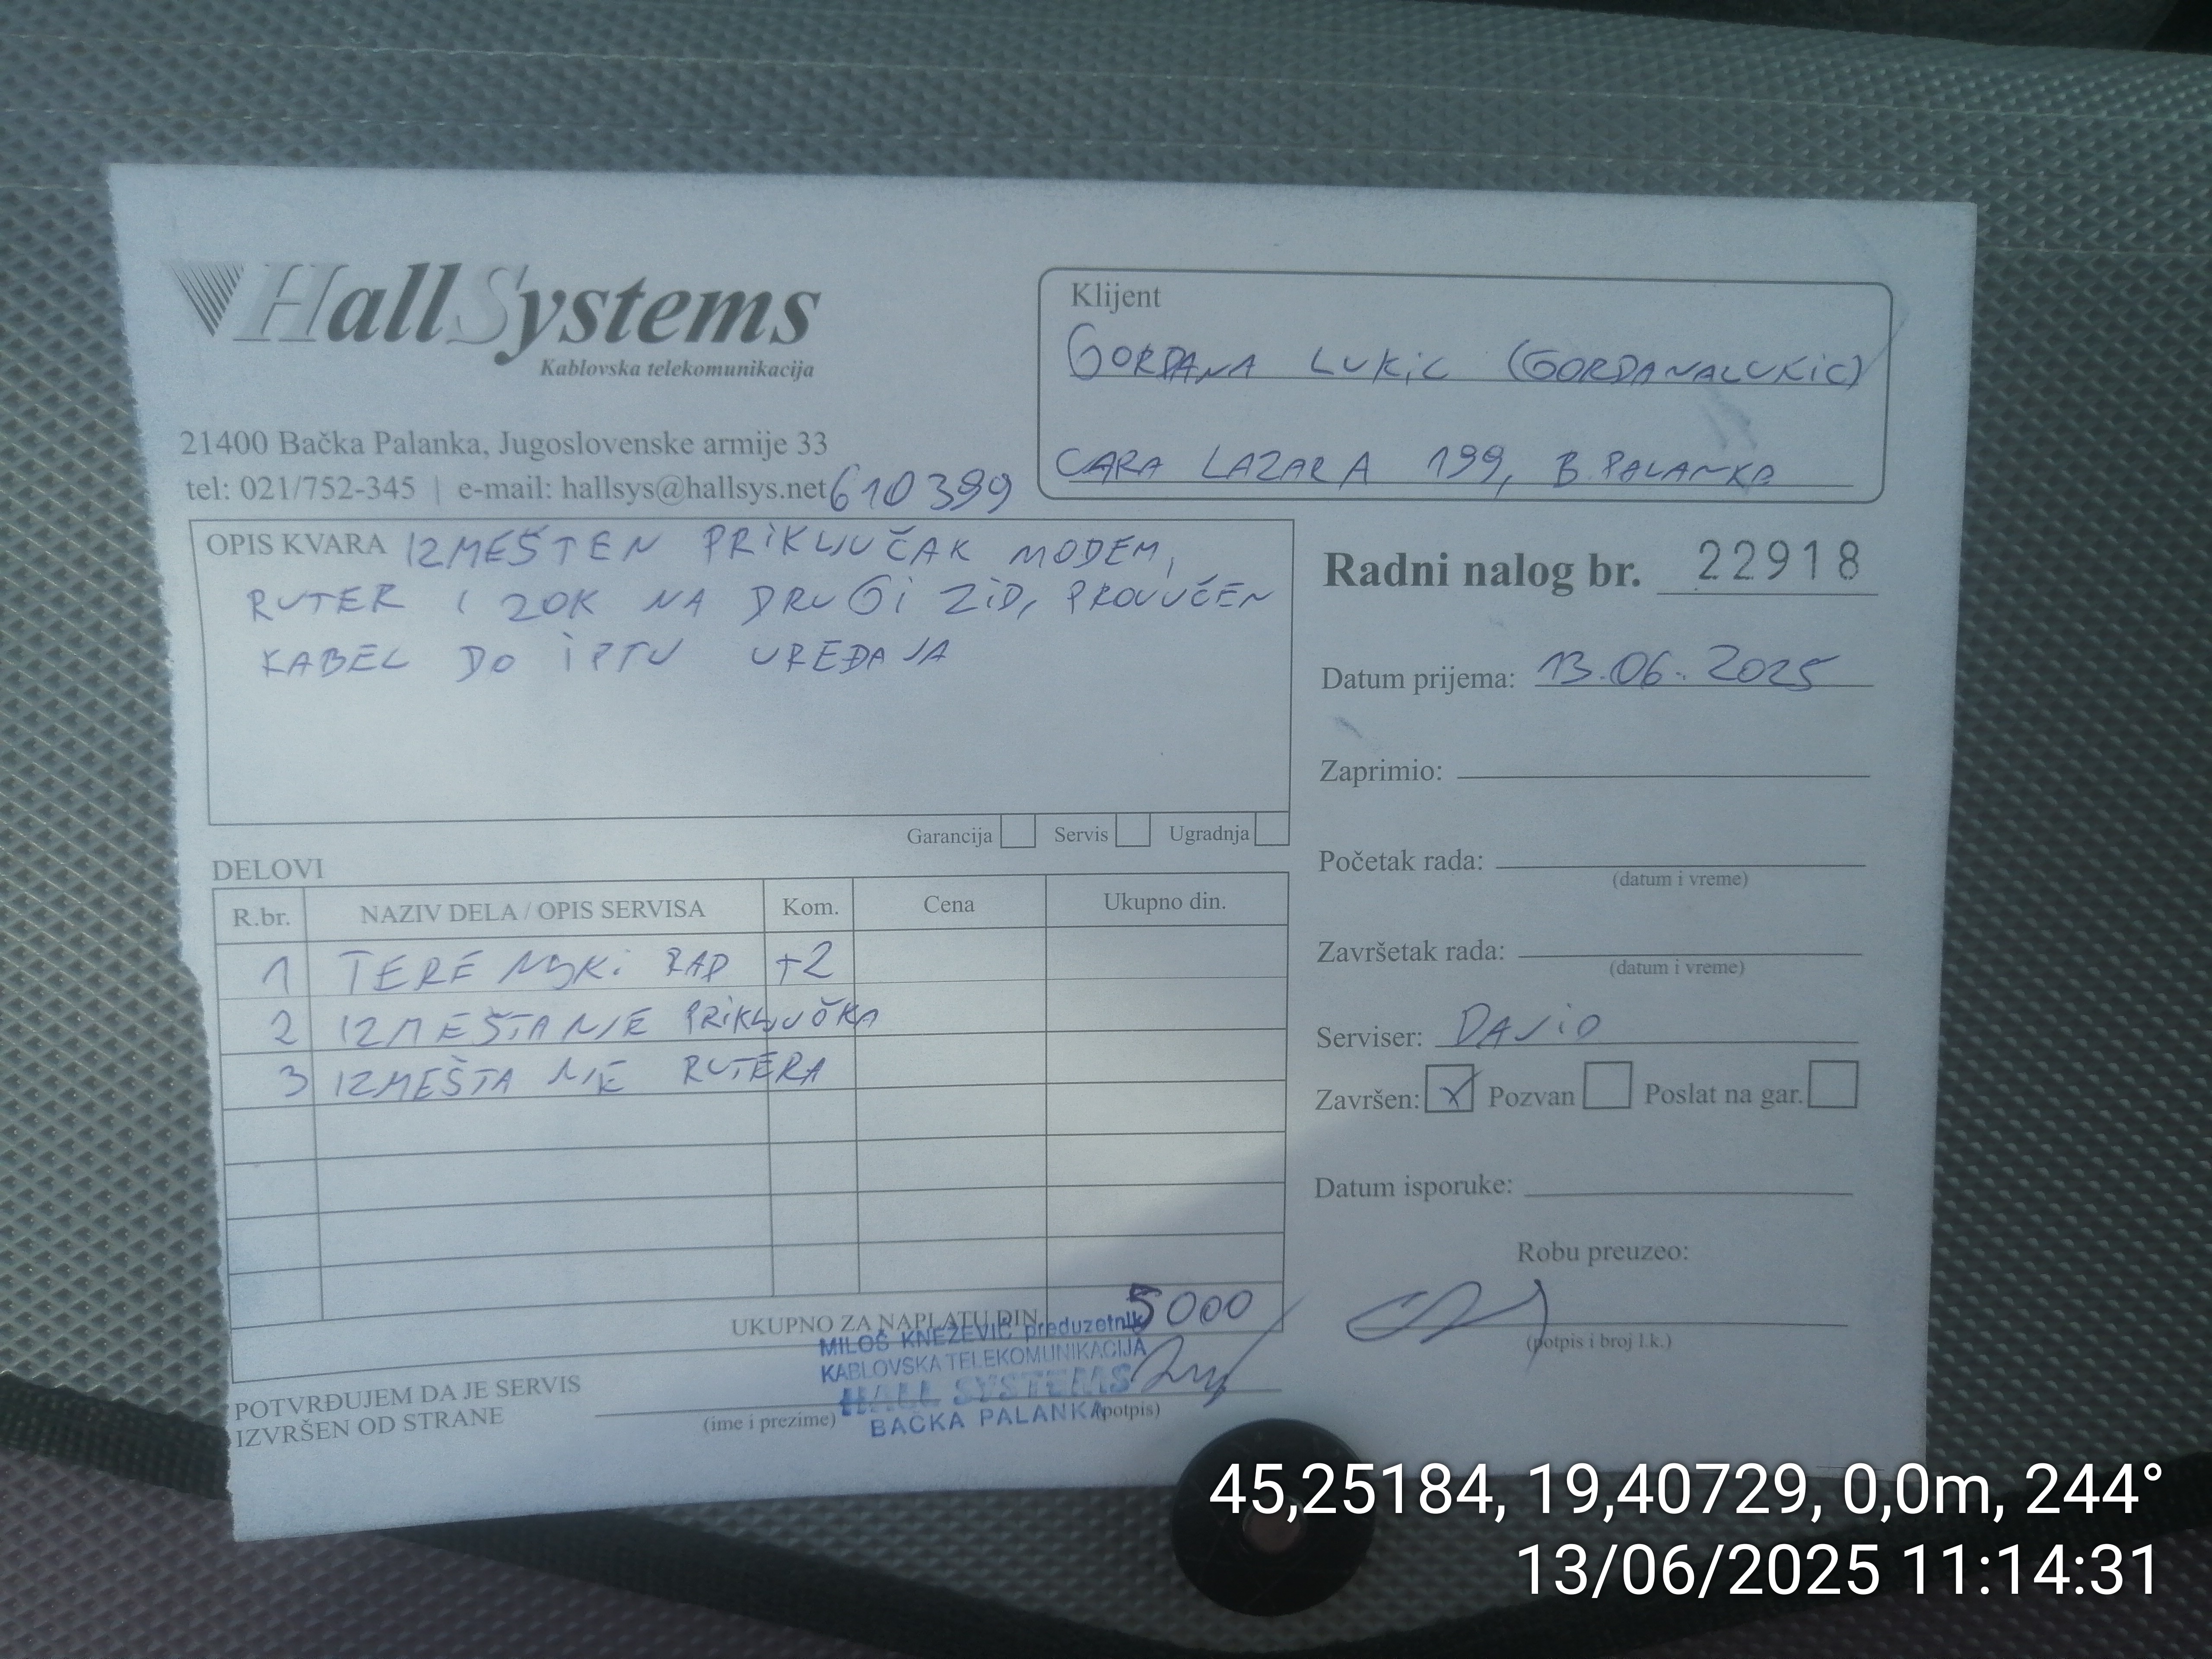 HallSystems
Kablovska telekomunikacija
21400 Bačka Palanka, Jugoslovenske armije 33
tel: 021/752-345 | e-mail: hallsys@hallsys.net
610399
Klijent
GORDANA LUKIC (GORDANALUKIC)
CARA LAZARA 199, B.PALANKA
OPIS KVARA IZMEŠTEN PRIKLJUČAK MODEM,
RUTER I 20K NA DRUGI ZID, PROVUČEN
KABEL DO IPTV UREĐAJA
Garancija Servis Ugradnja
Radni nalog br. 22918
Datum prijema: 13.06.2025
Zaprimio:
Početak rada:
(datum i vreme)
Završetak rada:
(datum i vreme)
Serviser: DAVID
Završen: X Pozvan Poslat na gar.
Datum isporuke:
Robu preuzeo:
(potpis i broj l.k.)
DELOVI
R.br. NAZIV DELA / OPIS SERVISA Kom. Cena Ukupno din.
1 TERENSKI RAD +2
2 IZMEŠTANJE PRIKLJUČKA
3 IZMEŠTANJE RUTERA
UKUPNO ZA NAPLATU DIN. 5000
MILOŠ KNEŽEVIĆ preduzetnik
KABLOVSKA TELEKOMUNIKACIJA
HALL SYSTEMS
BAČKA PALANKA
POTVRĐUJEM DA JE SERVIS
IZVRŠEN OD STRANE
(ime i prezime) (potpis)
45,25184, 19,40729, 0,0m, 244°
13/06/2025 11:14:31